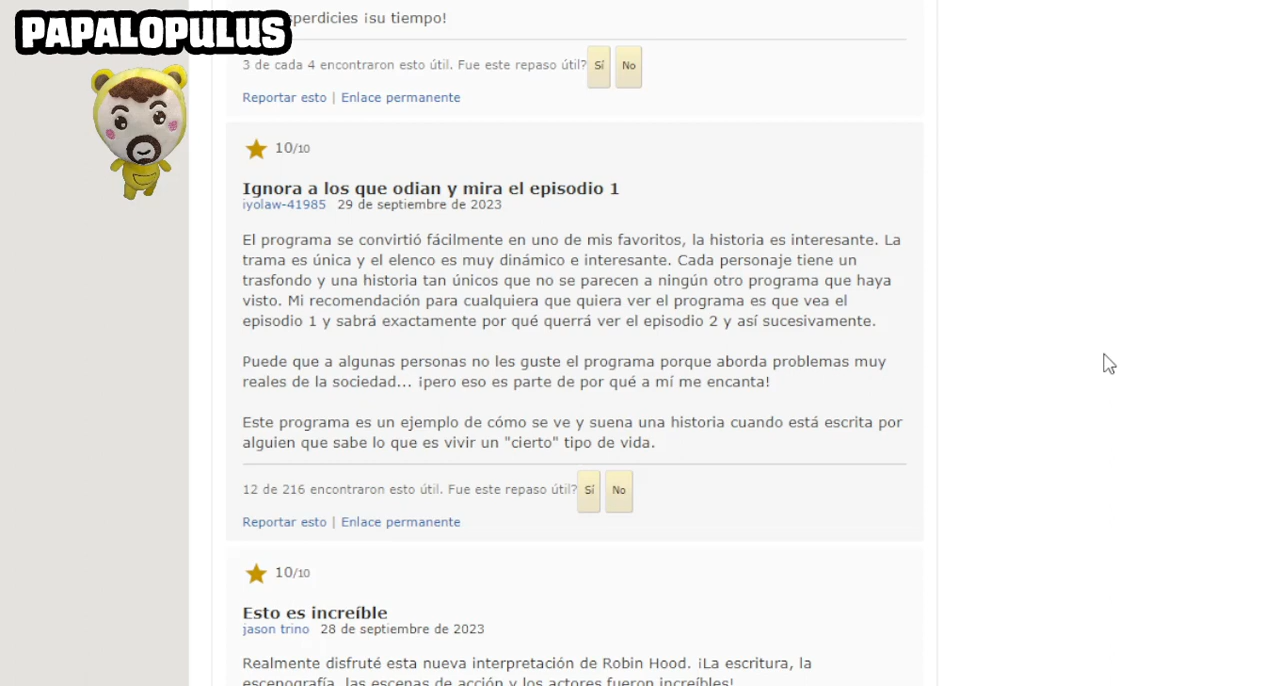 PAPALOPULUS
sperdicies ¡su tiempo!
3 de cada 4 encontraron esto útil. Fue este repaso útil? Sí No
Reportar esto | Enlace permanente
10/10
Ignora a los que odian y mira el episodio 1
iyolaw-41985 29 de septiembre de 2023
El programa se convirtió fácilmente en uno de mis favoritos, la historia es interesante. La
trama es única y el elenco es muy dinámico e interesante. Cada personaje tiene un
trasfondo y una historia tan únicos que no se parecen a ningún otro programa que haya
visto. Mi recomendación para cualquiera que quiera ver el programa es que vea el
episodio 1 y sabrá exactamente por qué querrá ver el episodio 2 y así sucesivamente.
Puede que a algunas personas no les guste el programa porque aborda problemas muy
reales de la sociedad... ¡pero eso es parte de por qué a mí me encanta!
Este programa es un ejemplo de cómo se ve y suena una historia cuando está escrita por
alguien que sabe lo que es vivir un "cierto" tipo de vida.
12 de 216 encontraron esto útil. Fue este repaso útil? Sí No
Reportar esto | Enlace permanente
10/10
Esto es increíble
jason trino 28 de septiembre de 2023
Realmente disfruté esta nueva interpretación de Robin Hood. ¡La escritura, la
escenografía, las escenas de acción y los actores fueron increíbles!